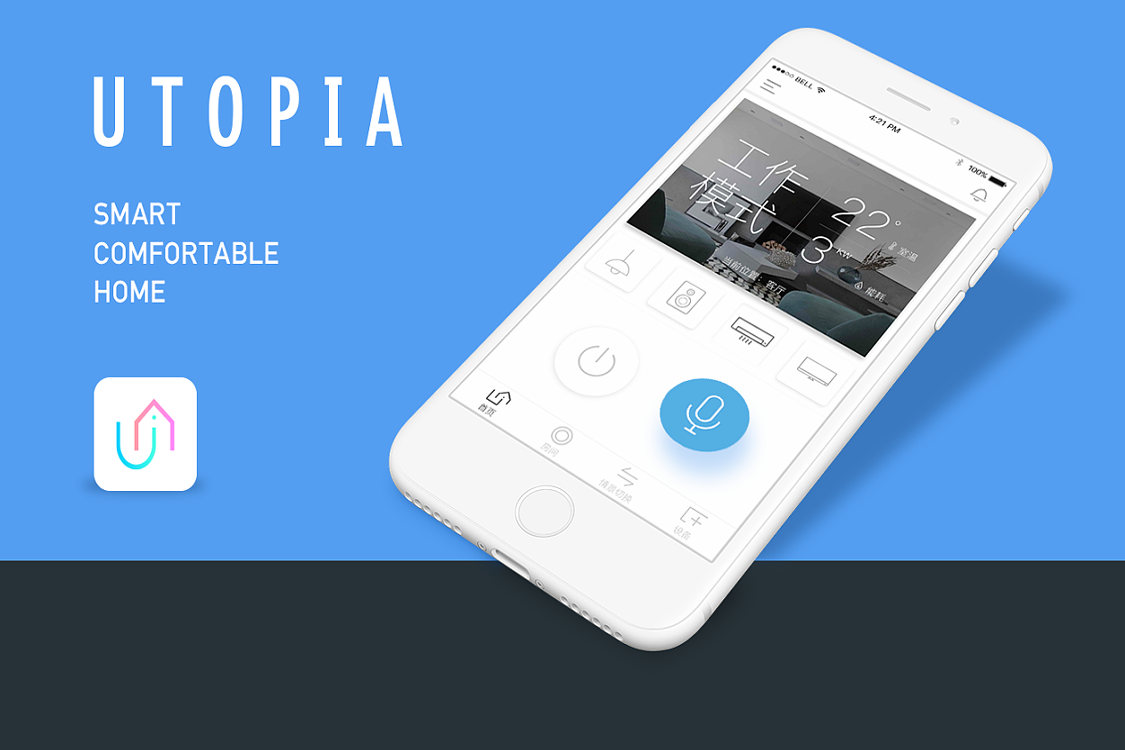 UTOPIA
SMART
COMFORTABLE
HOME
BELL
4:21 PM
100%
工作
模式
22°
室温
3 KW
能耗
当前位置:客厅
首页
房间
情景切换
设备